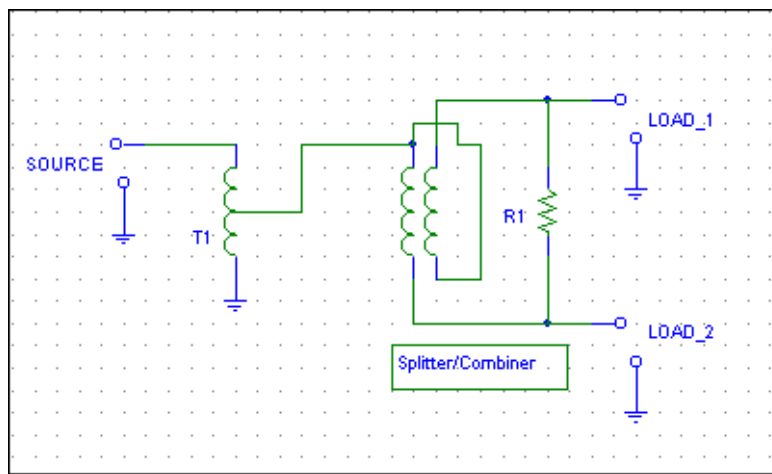 LOAD_1
SOURCE
T1
R1
LOAD_2
Splitter/Combiner